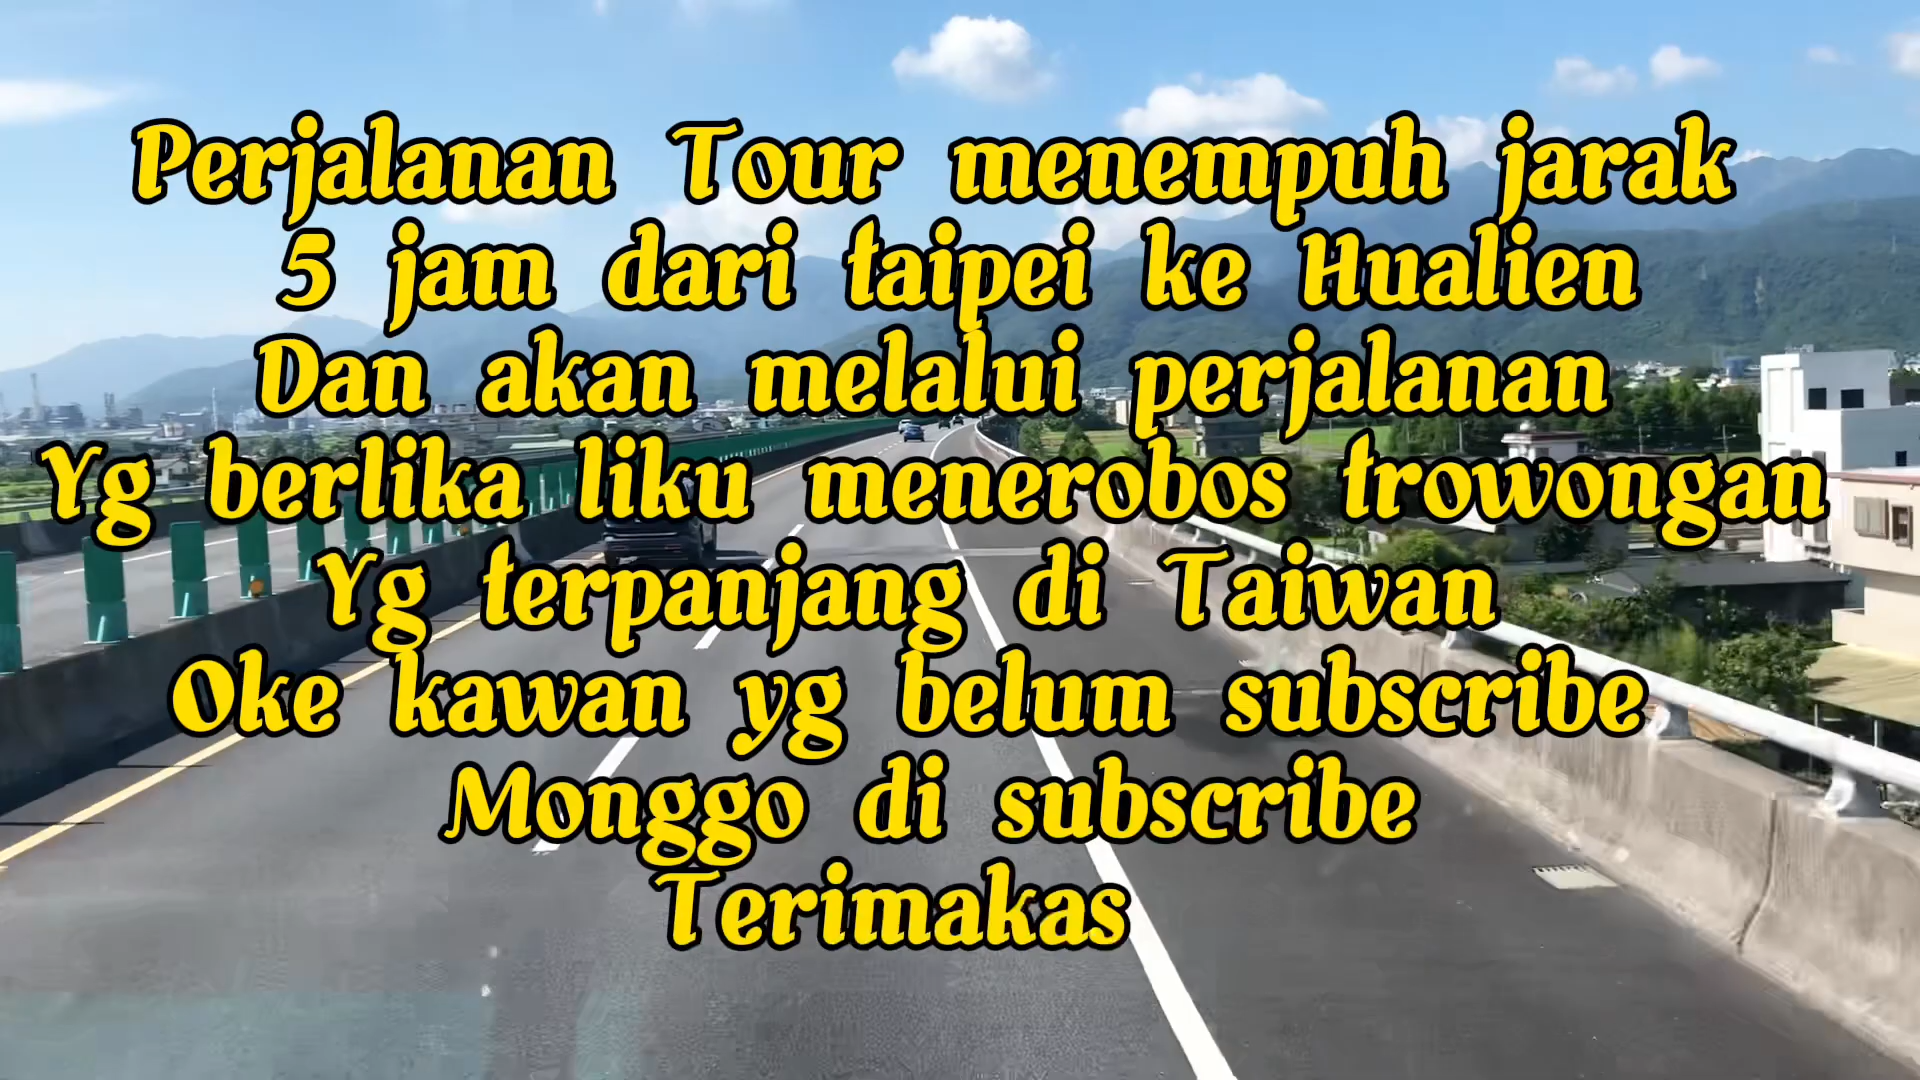 Perjalanan Tour menempuh jarak
5 jam dari taipei ke Hualien
Dan akan melalui perjalanan
Yg berlika liku menerobos trowongan
Yg terpanjang di Taiwan
Oke kawan yg belum subscribe
Monggo di subscribe
Terimakas